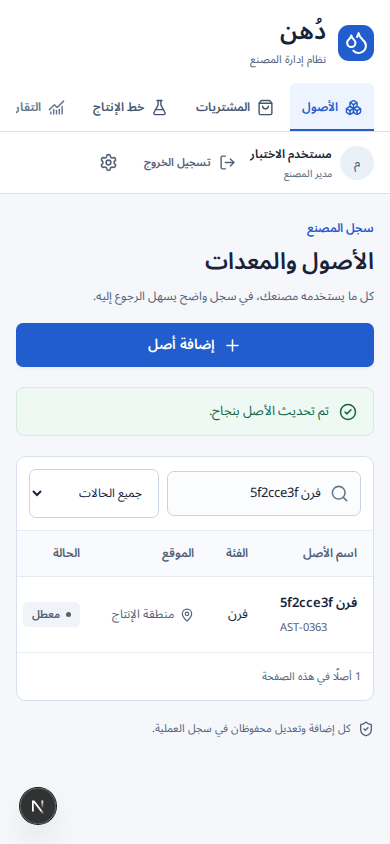 دُهن
نظام إدارة المصنع
الأصول
المشتريات
خط الإنتاج
التقار
م
مستخدم الاختبار
مدير المصنع
تسجيل الخروج
سجل المصنع
الأصول والمعدات
كل ما يستخدمه مصنعك، في سجل واضح يسهل الرجوع إليه.
إضافة أصل
تم تحديث الأصل بنجاح.
فرن 5f2cce3f
جميع الحالات
اسم الأصل الفئة الموقع الحالة
فرن 5f2cce3f فرن منطقة الإنتاج معطل
AST-0363
1 أصلًا في هذه الصفحة
كل إضافة وتعديل محفوظان في سجل العملية.
N